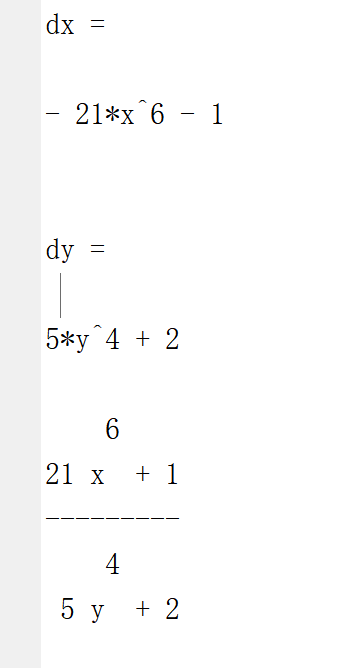 dx =
- 21*x^6 - 1
dy =
5*y^4 + 2
6
21 x  + 1
---------
4
5 y  + 2